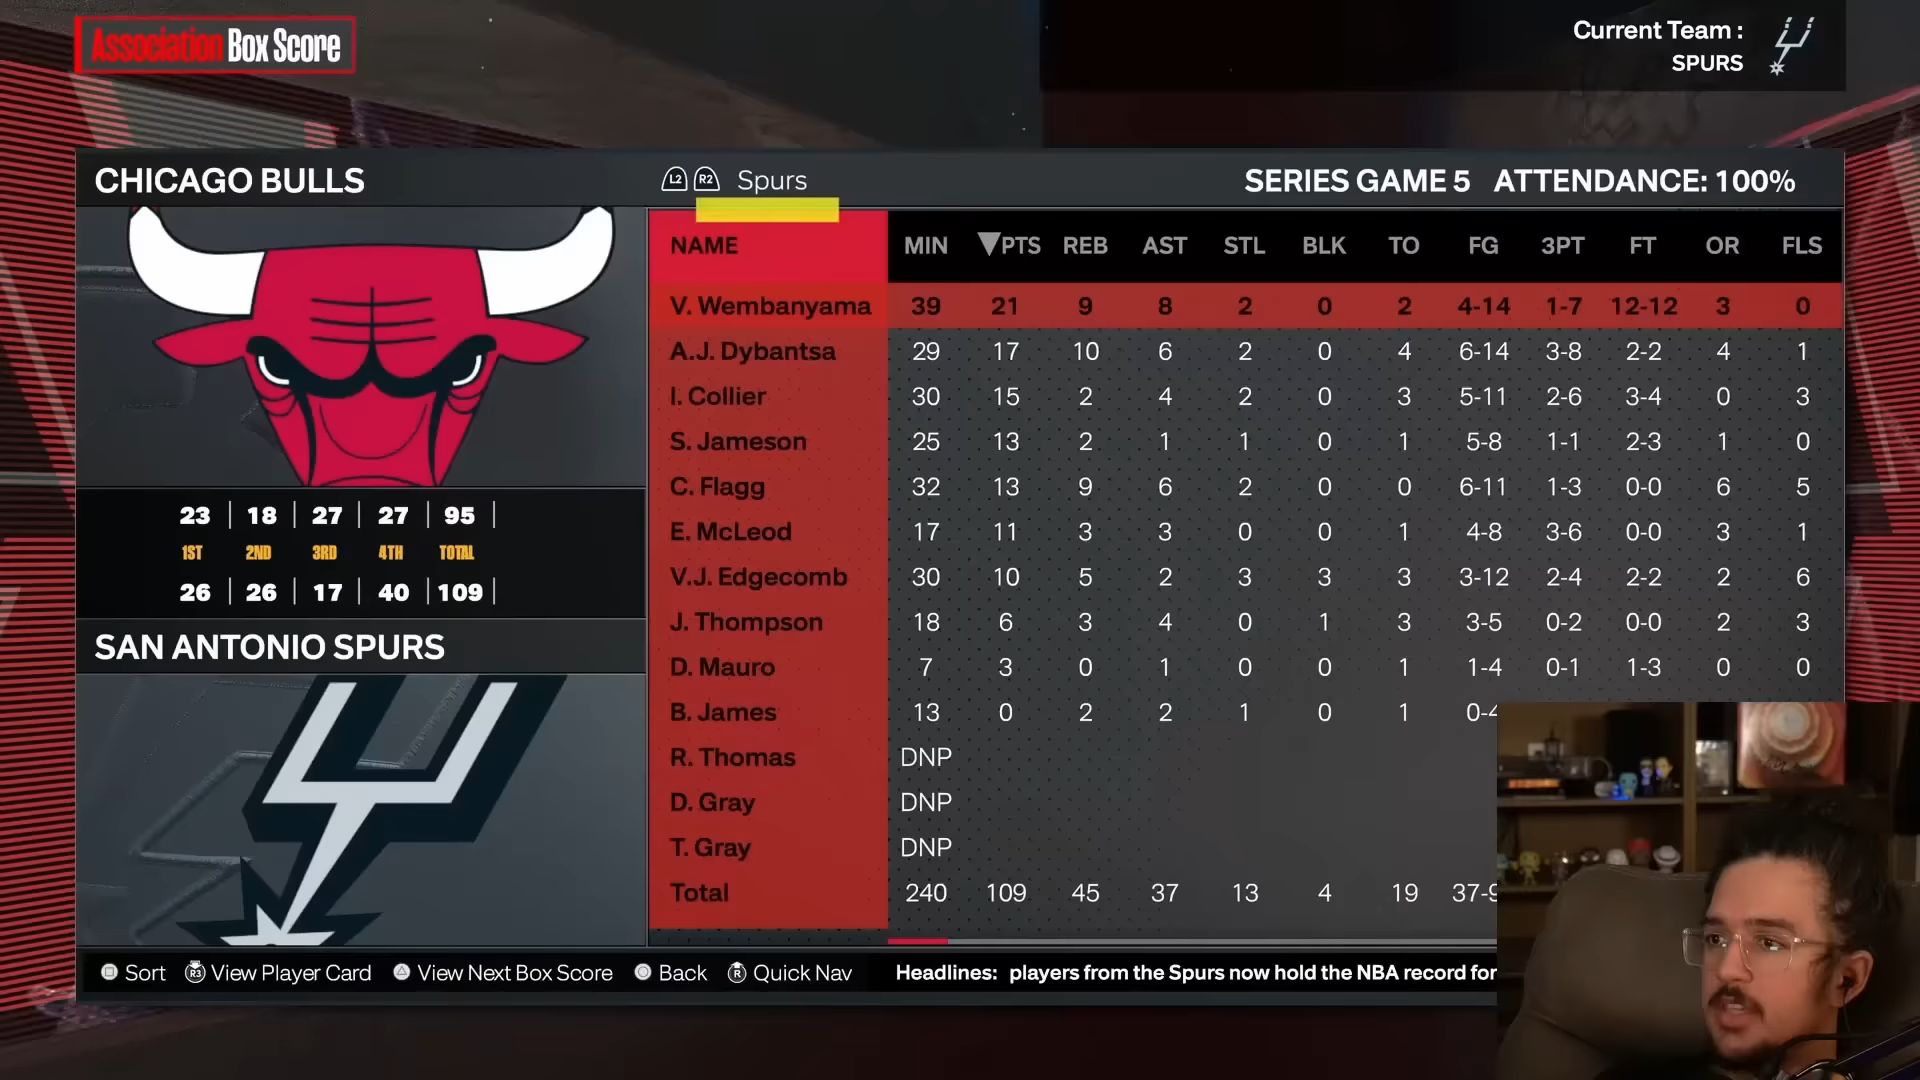 Association Box Score
Current Team :
SPURS
CHICAGO BULLS
L2 R2 Spurs
SERIES GAME 5 ATTENDANCE: 100%
NAME MIN ▼PTS REB AST STL BLK TO FG 3PT FT OR FLS
V. Wembanyama 39 21 9 8 2 0 2 4-14 1-7 12-12 3 0
A.J. Dybantsa 29 17 10 6 2 0 4 6-14 3-8 2-2 4 1
I. Collier 30 15 2 4 2 0 3 5-11 2-6 3-4 0 3
S. Jameson 25 13 2 1 1 0 1 5-8 1-1 2-3 1 0
C. Flagg 32 13 9 6 2 0 0 6-11 1-3 0-0 6 5
E. McLeod 17 11 3 3 0 0 1 4-8 3-6 0-0 3 1
V.J. Edgecomb 30 10 5 2 3 3 3 3-12 2-4 2-2 2 6
J. Thompson 18 6 3 4 0 1 3 3-5 0-2 0-0 2 3
D. Mauro 7 3 0 1 0 0 1 1-4 0-1 1-3 0 0
B. James 13 0 2 2 1 0 1 0-4
R. Thomas DNP
D. Gray DNP
T. Gray DNP
Total 240 109 45 37 13 4 19 37-9
23 | 18 | 27 | 27 | 95 |
1ST 2ND 3RD 4TH TOTAL
26 | 26 | 17 | 40 | 109 |
SAN ANTONIO SPURS
Sort R3 View Player Card View Next Box Score Back R Quick Nav
Headlines: players from the Spurs now hold the NBA record for